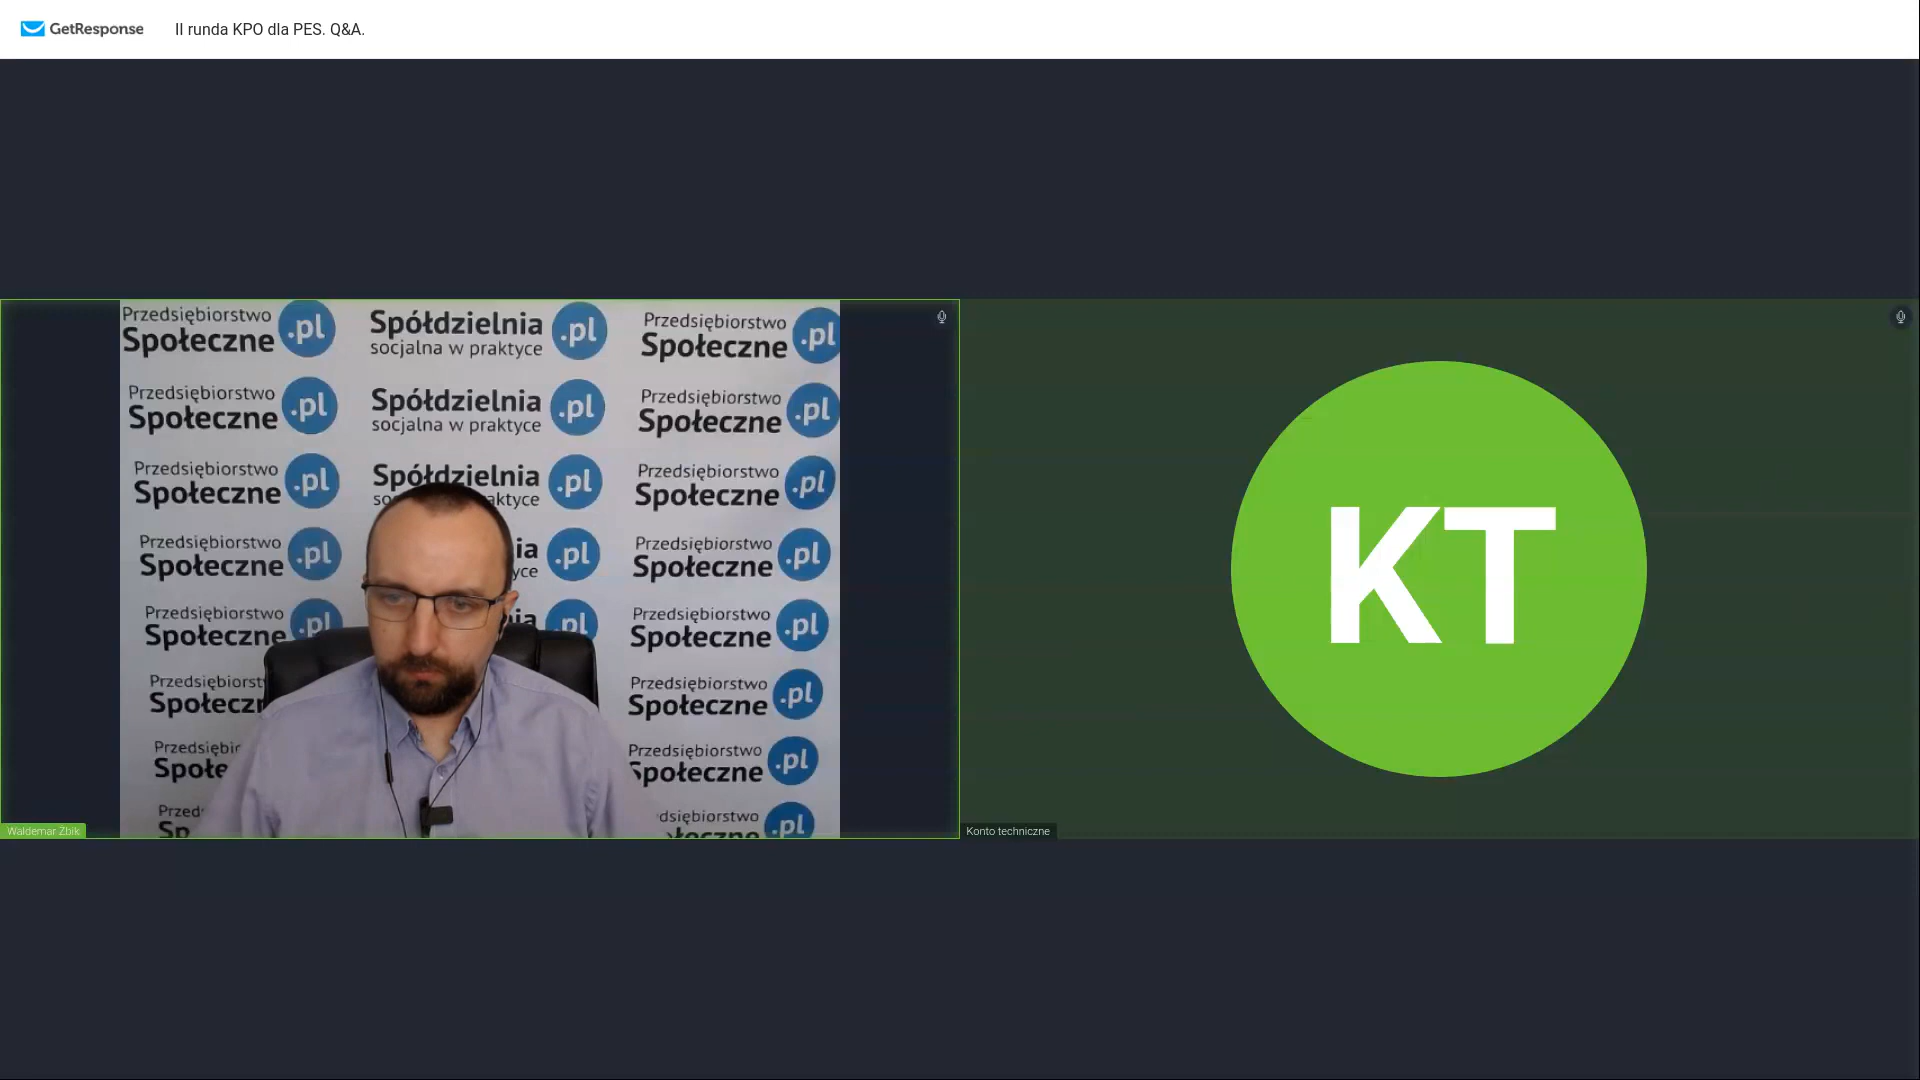 GetResponse
II runda KPO dla PES. Q&A.
Przedsiębiorstwo
Społeczne .pl
Spółdzielnia
socjalna w praktyce .pl
Przedsiębiorstwo
Społeczne .pl
Przedsiębiorstwo
Społeczne .pl
Spółdzielnia
socjalna w praktyce .pl
Przedsiębiorstwo
Społeczne .pl
Przedsiębiorstwo
Społeczne .pl
Spółdzielnia
.pl
Przedsiębiorstwo
Społeczne .pl
Przedsiębiorstwo
Społeczne .pl
.pl
Przedsiębiorstwo
Społeczne .pl
Przedsiębiorstwo
Społeczne .pl
.pl
Przedsiębiorstwo
Społeczne .pl
Przedsiębiorstwo
Społeczne .pl
Przedsiębiorstwo
Społeczne .pl
.pl
KT
Waldemar Żbik
Konto techniczne